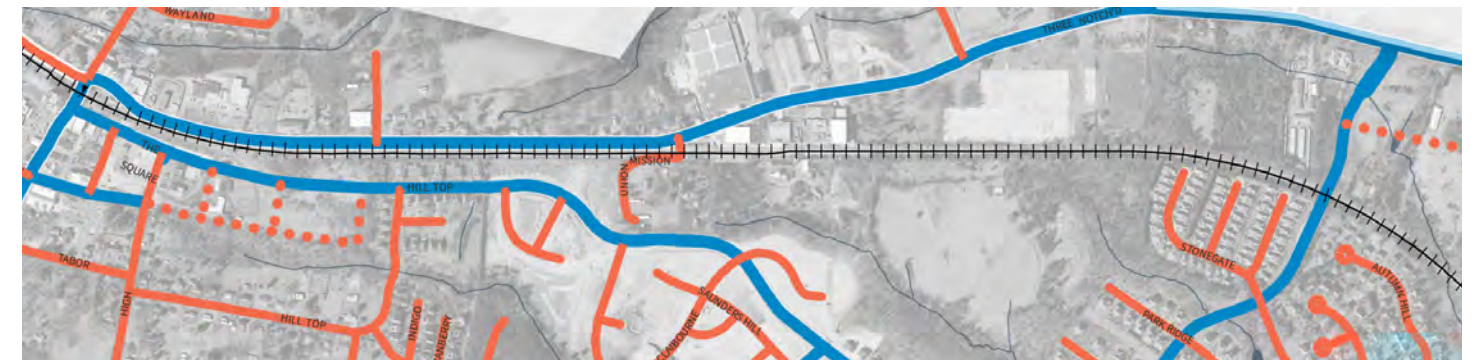 WAYLAND
THREE NOTCH'D
THE
SQUARE
MISSION
UNION
HILL TOP
TABOR
HIGH
HILL TOP
INDIGO
CLAIBOURNE
SAUNDERS HILL
STONEGATE
PARK RIDGE
AUTUMN HILL